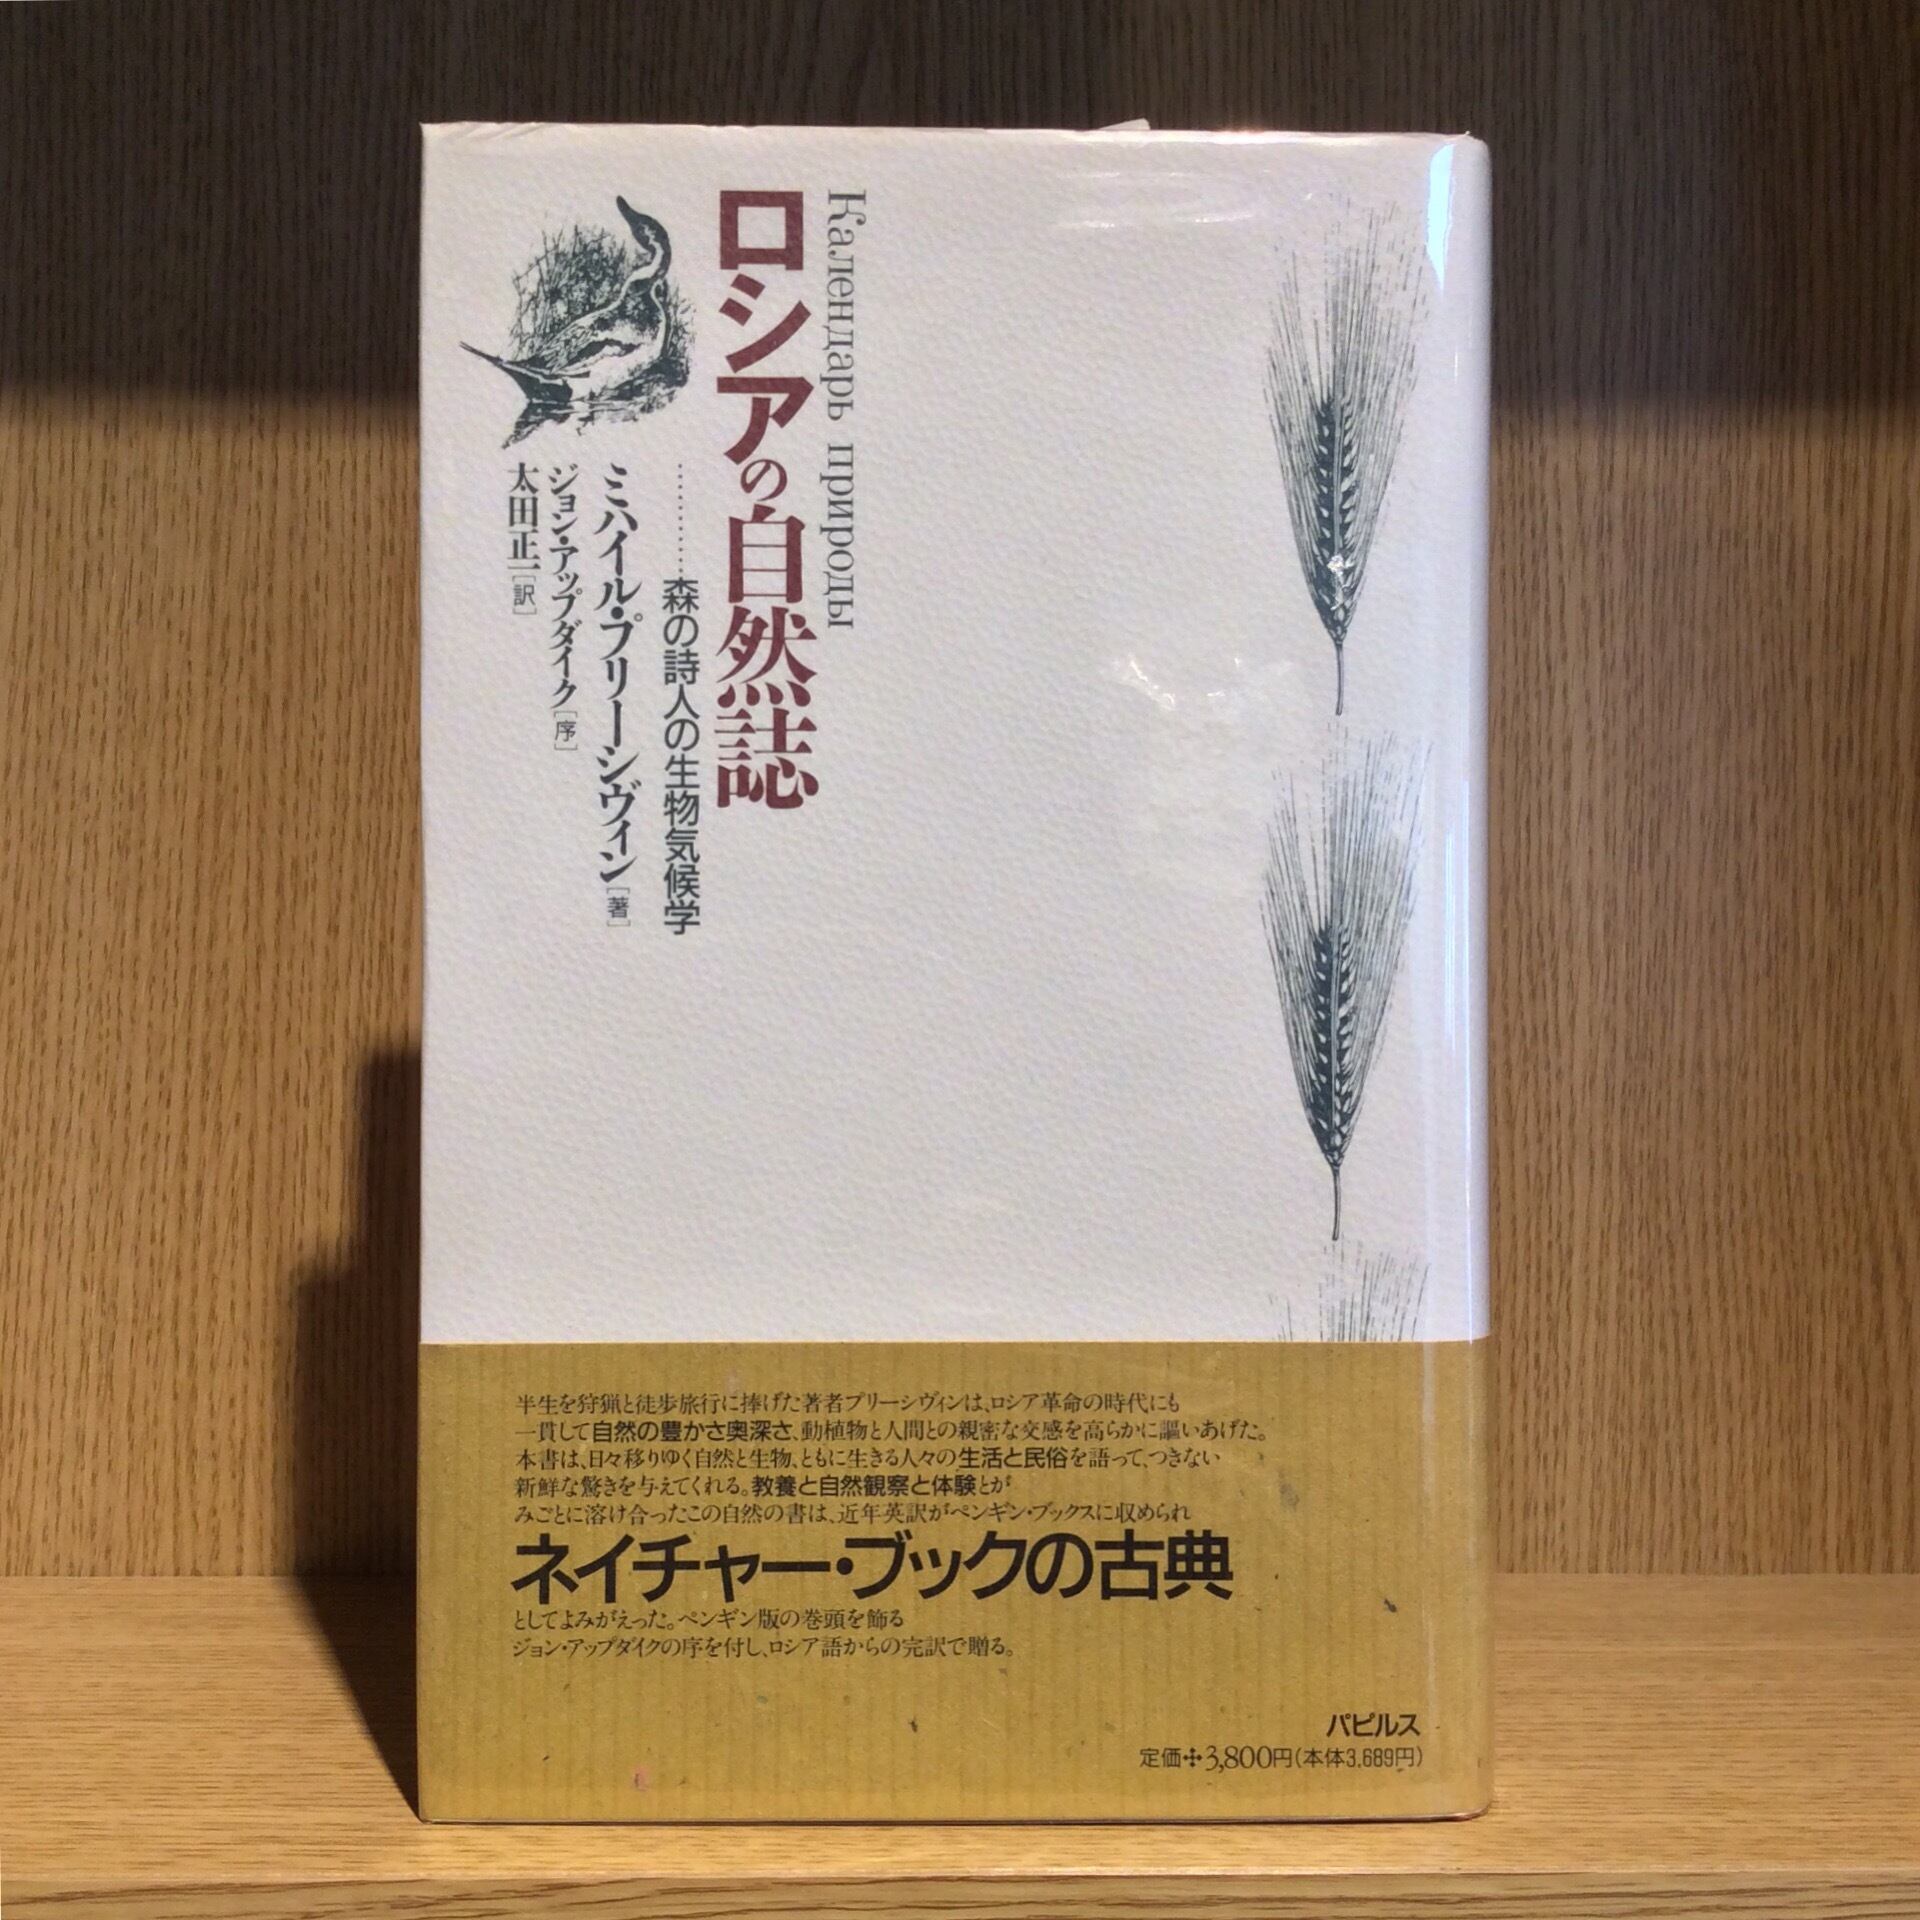 Календарь природы
ロシアの自然誌
…………森の詩人の生物気候学
ミハイル・プリーシヴィン[著]
ジョン・アップダイク[序]
太田正一[訳]
半生を狩猟と徒歩旅行に捧げた著者プリーシヴィンは、ロシア革命の時代にも
一貫して自然の豊かさ奥深さ、動植物と人間との親密な交感を高らかに謳いあげた。
本書は、日々移りゆく自然と生物、ともに生きる人々の生活と民俗を語って、つきない
新鮮な驚きを与えてくれる。教養と自然観察と体験とが
みごとに溶け合ったこの自然の書は、近年英訳がペンギン・ブックスに収められ
ネイチャー・ブックの古典
としてよみがえった。ペンギン版の巻頭を飾る
ジョン・アップダイクの序を付し、ロシア語からの完訳で贈る。
パピルス
定価✢3,800円(本体3,689円)